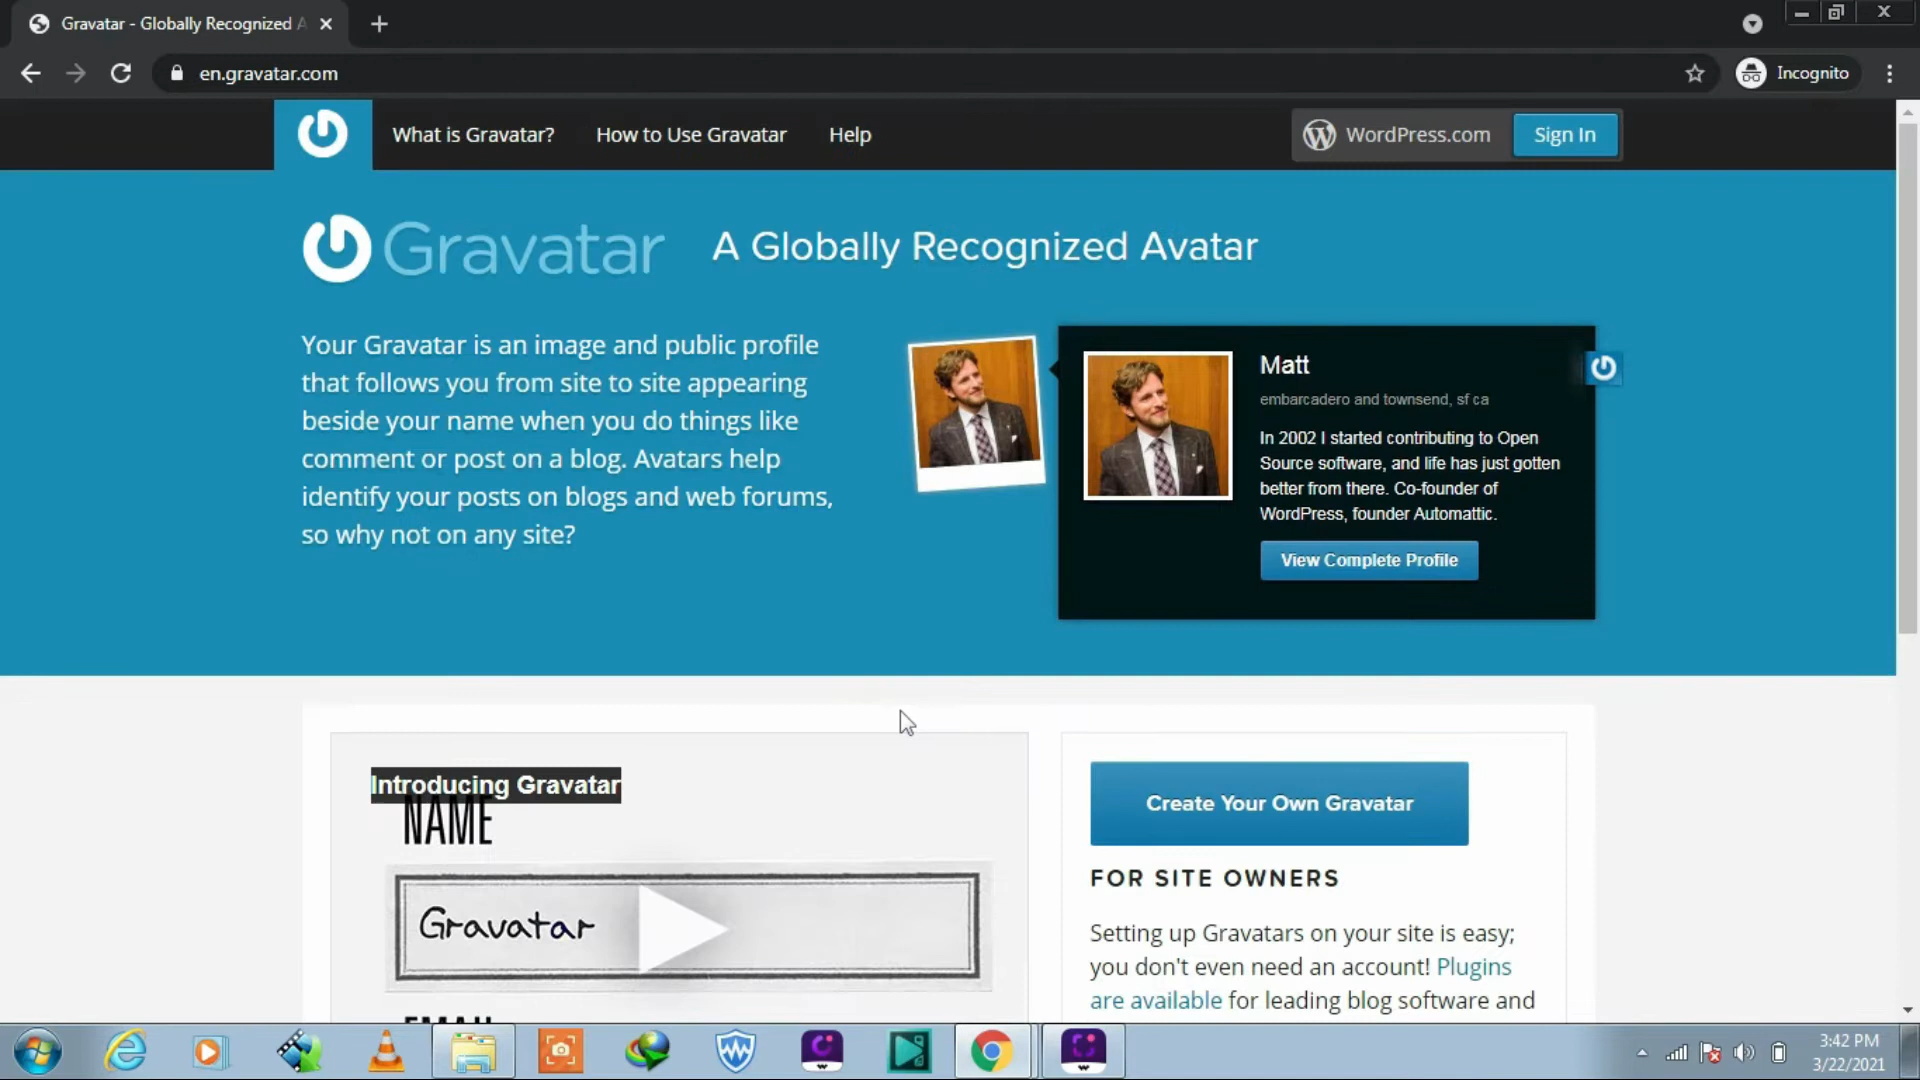 Gravatar - Globally Recognized A
en.gravatar.com
Incognito
What is Gravatar?
How to Use Gravatar
Help
WordPress.com
Sign In
Gravatar
A Globally Recognized Avatar
Your Gravatar is an image and public profile
that follows you from site to site appearing
beside your name when you do things like
comment or post on a blog. Avatars help
identify your posts on blogs and web forums,
so why not on any site?
Matt
embarcadero and townsend, sf ca
In 2002 I started contributing to Open
Source software, and life has just gotten
better from there. Co-founder of
WordPress, founder Automattic.
View Complete Profile
Introducing Gravatar
NAME
Gravatar
EMAIL
Create Your Own Gravatar
FOR SITE OWNERS
Setting up Gravatars on your site is easy;
you don't even need an account! Plugins
are available for leading blog software and
3:42 PM
3/22/2021